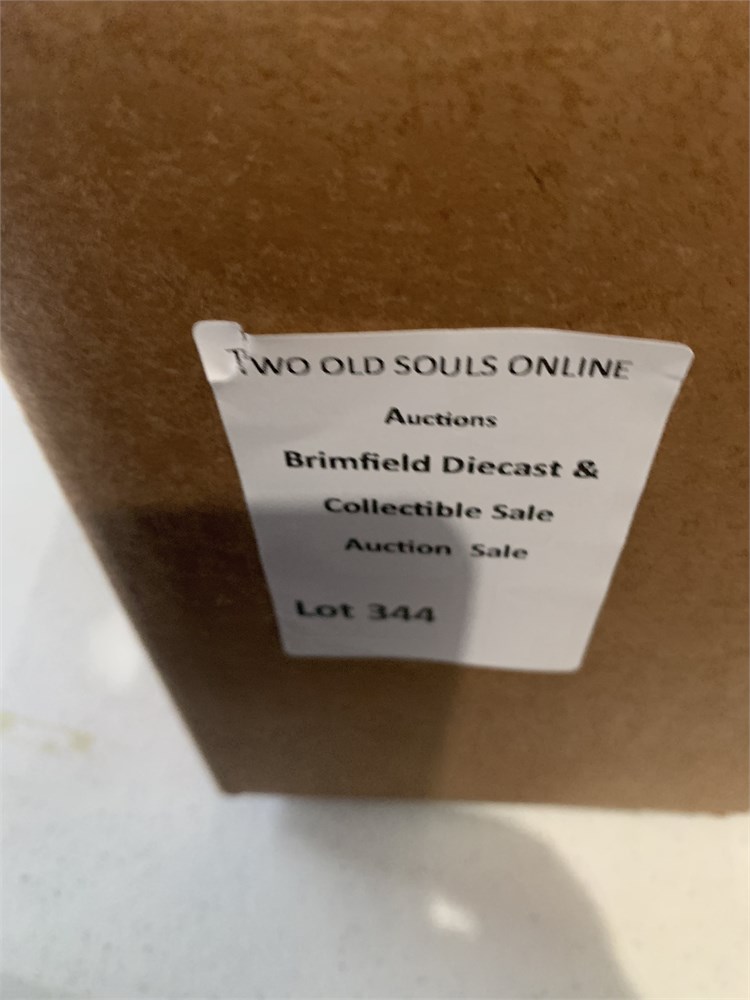 TWO OLD SOULS ONLINE
Auctions
Brimfield Diecast &
Collectible Sale
Auction Sale
Lot 344